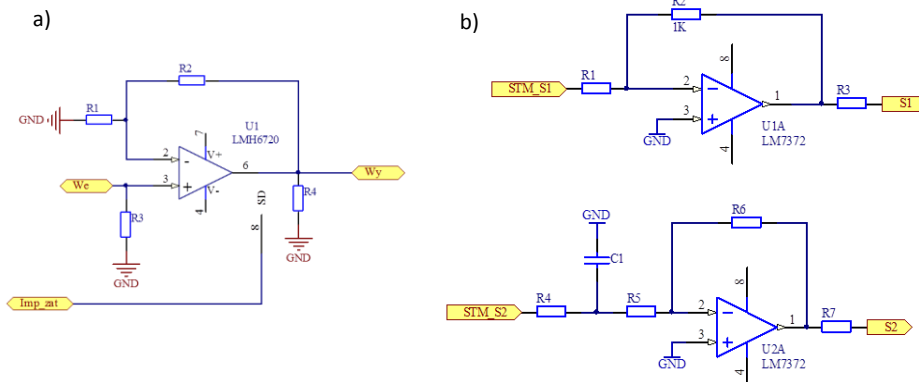 a)
R2
R1
GND
U1
LMH6720
7
V+
2
-
6
We
3
+
V-
4
Wy
R3
SD
8
R4
GND
GND
Imp_zat
b)
R2
1K
8
STM_S1
R1
2
-
1
R3
S1
3
+
GND
U1A
LM7372
4
GND
R6
C1
8
STM_S2
R4
R5
2
-
1
R7
S2
3
+
GND
U2A
LM7372
4